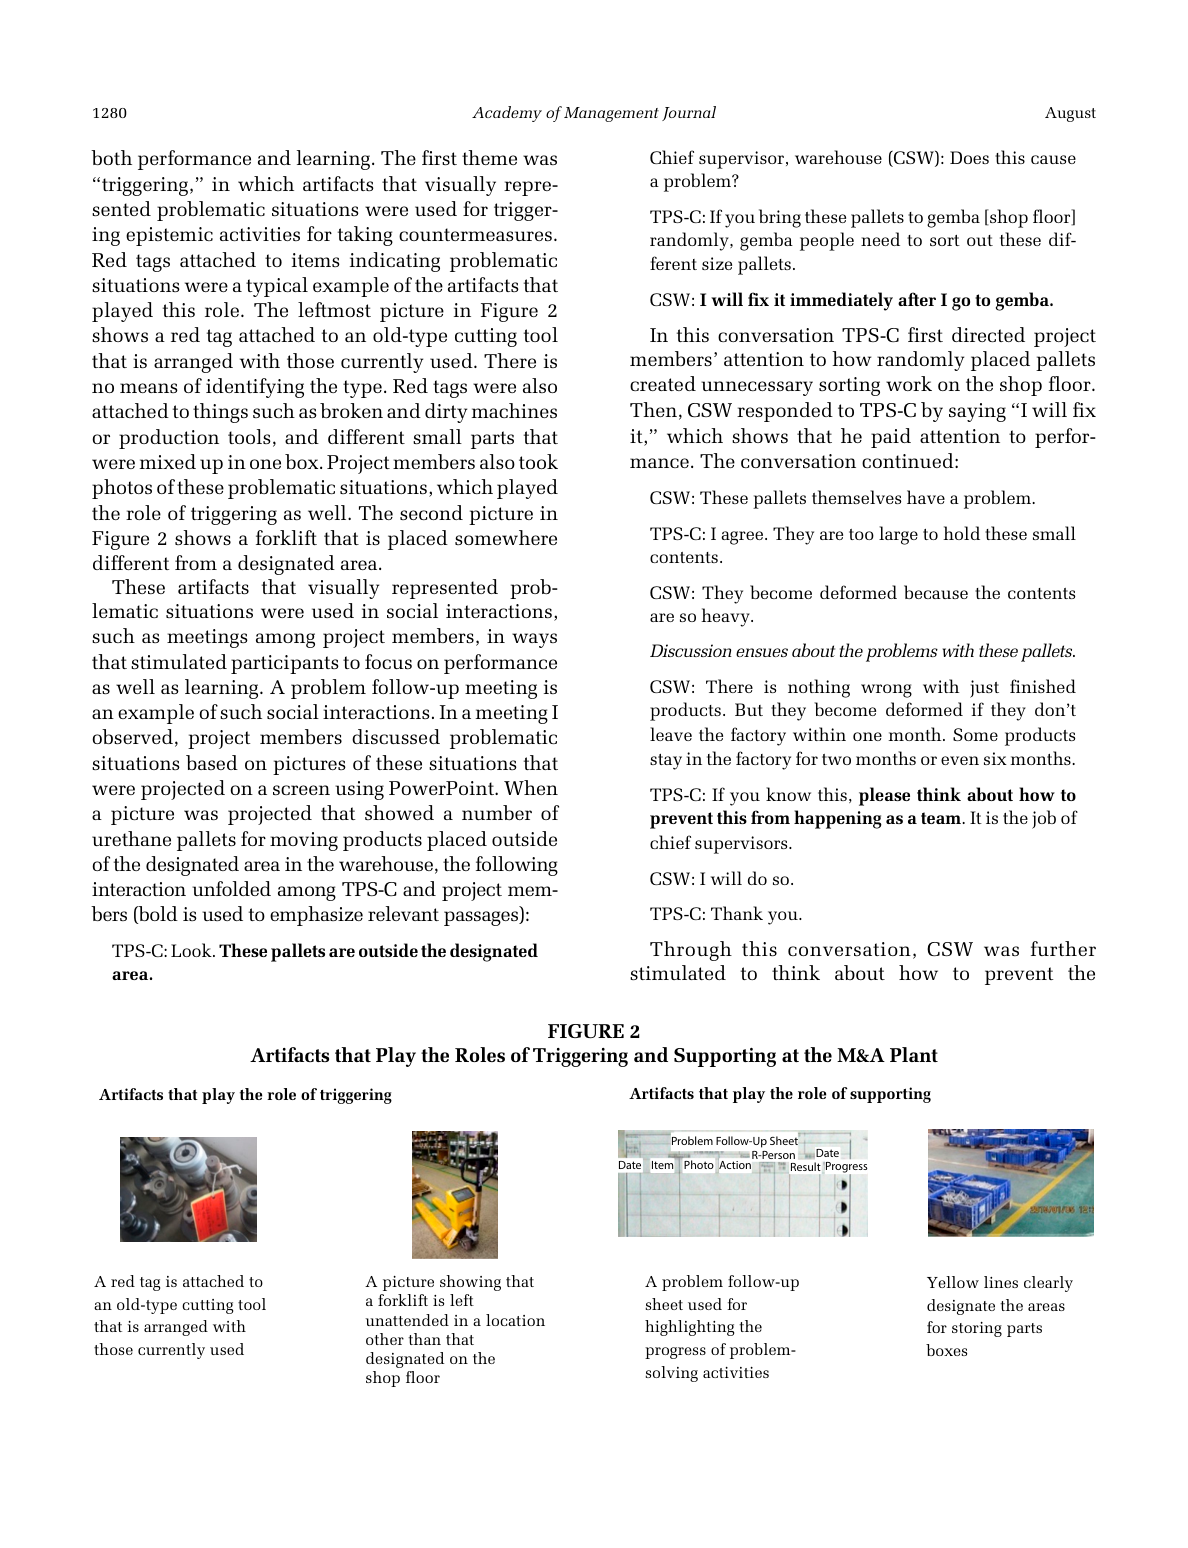 1280
Academy of Management Journal
August
both performance and learning. The first theme was
“triggering,” in which artifacts that visually repre-
sented problematic situations were used for trigger-
ing epistemic activities for taking countermeasures.
Red tags attached to items indicating problematic
situations were a typical example of the artifacts that
played this role. The leftmost picture in Figure 2
shows a red tag attached to an old-type cutting tool
that is arranged with those currently used. There is
no means of identifying the type. Red tags were also
attached to things such as broken and dirty machines
or production tools, and different small parts that
were mixed up in one box. Project members also took
photos of these problematic situations, which played
the role of triggering as well. The second picture in
Figure 2 shows a forklift that is placed somewhere
different from a designated area.
These artifacts that visually represented prob-
lematic situations were used in social interactions,
such as meetings among project members, in ways
that stimulated participants to focus on performance
as well as learning. A problem follow-up meeting is
an example of such social interactions. In a meeting I
observed, project members discussed problematic
situations based on pictures of these situations that
were projected on a screen using PowerPoint. When
a picture was projected that showed a number of
urethane pallets for moving products placed outside
of the designated area in the warehouse, the following
interaction unfolded among TPS-C and project mem-
bers (bold is used to emphasize relevant passages):
TPS-C: Look. These pallets are outside the designated
area.
Chief supervisor, warehouse (CSW): Does this cause
a problem?
TPS-C: If you bring these pallets to gemba [shop floor]
randomly, gemba people need to sort out these dif-
ferent size pallets.
CSW: I will fix it immediately after I go to gemba.
In this conversation TPS-C first directed project
members’ attention to how randomly placed pallets
created unnecessary sorting work on the shop floor.
Then, CSW responded to TPS-C by saying “I will fix
it,” which shows that he paid attention to perfor-
mance. The conversation continued:
CSW: These pallets themselves have a problem.
TPS-C: I agree. They are too large to hold these small
contents.
CSW: They become deformed because the contents
are so heavy.
Discussion ensues about the problems with these pallets.
CSW: There is nothing wrong with just finished
products. But they become deformed if they don’t
leave the factory within one month. Some products
stay in the factory for two months or even six months.
TPS-C: If you know this, please think about how to
prevent this from happening as a team. It is the job of
chief supervisors.
CSW: I will do so.
TPS-C: Thank you.
Through this conversation, CSW was further
stimulated to think about how to prevent the
FIGURE 2
Artifacts that Play the Roles of Triggering and Supporting at the M&A Plant
Artifacts that play the role of triggering
Artifacts that play the role of supporting
Problem Follow-Up Sheet
R-Person
Date
Date Item Photo Action
Result Progress
A red tag is attached to
an old-type cutting tool
that is arranged with
those currently used
A picture showing that
a forklift is left
unattended in a location
other than that
designated on the
shop floor
A problem follow-up
sheet used for
highlighting the
progress of problem-
solving activities
Yellow lines clearly
designate the areas
for storing parts
boxes